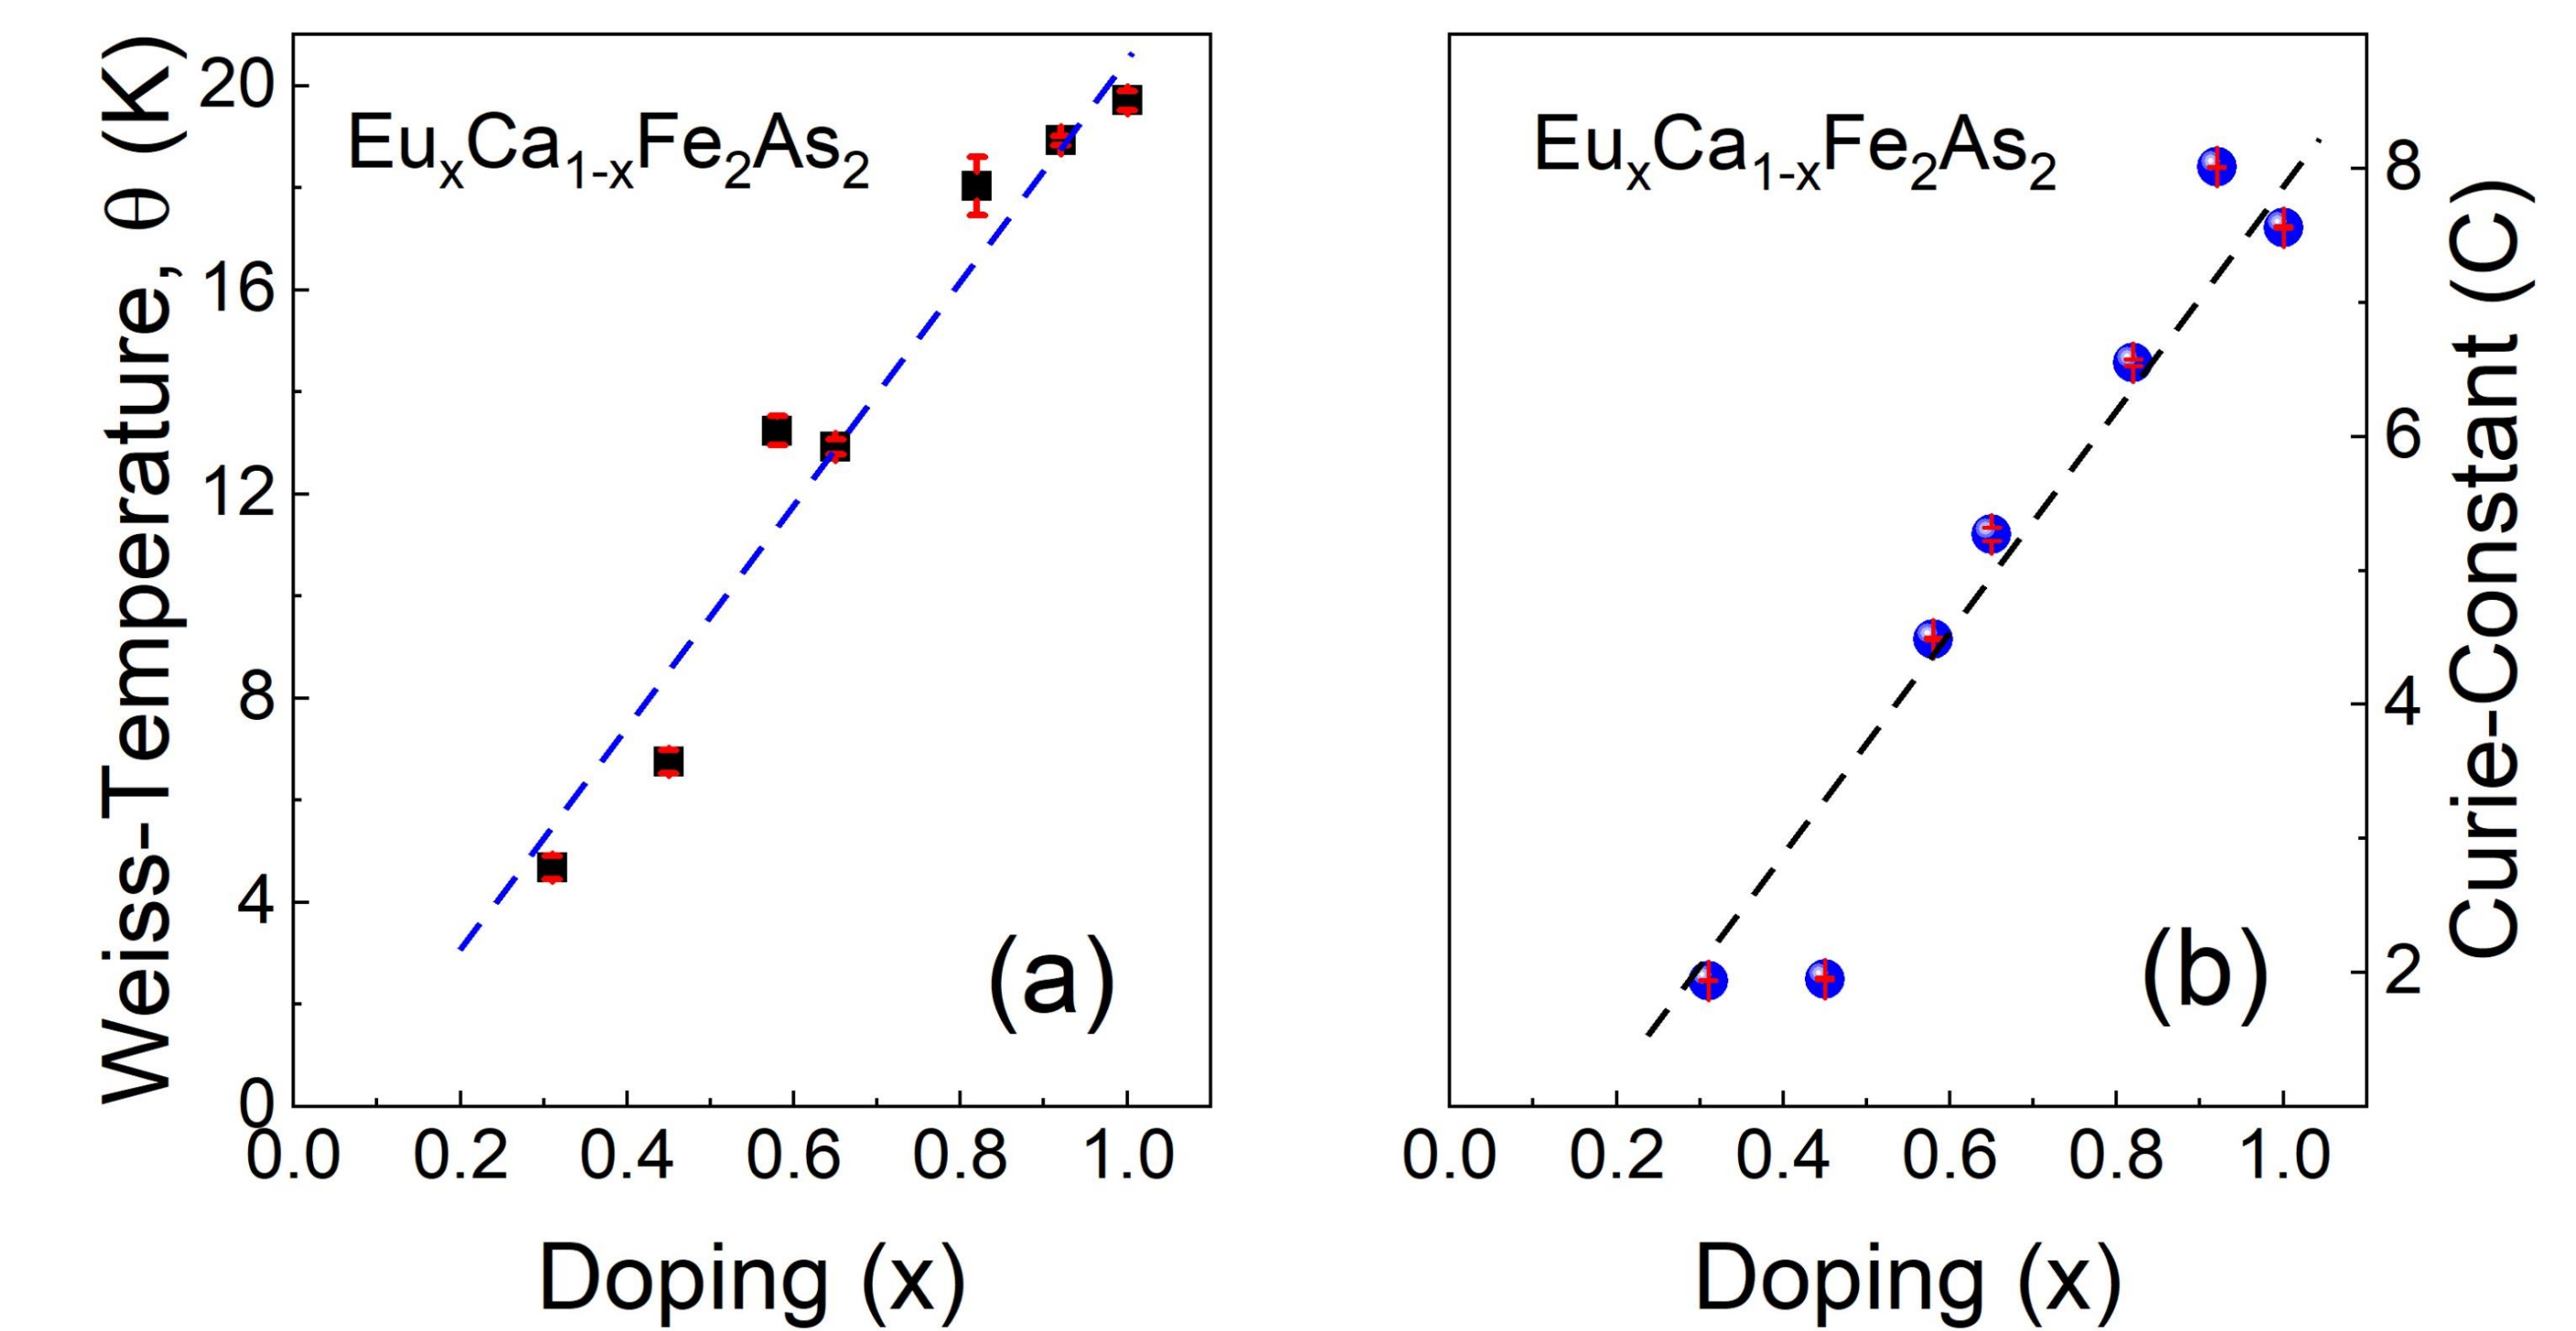 Weiss-Temperature, θ (K)
20
16
12
8
4
0
EuxCa1-xFe2As2
(a)
0.0 0.2 0.4 0.6 0.8 1.0
Doping (x)
EuxCa1-xFe2As2
(b)
8
6
4
2
Curie-Constant (C)
0.0 0.2 0.4 0.6 0.8 1.0
Doping (x)